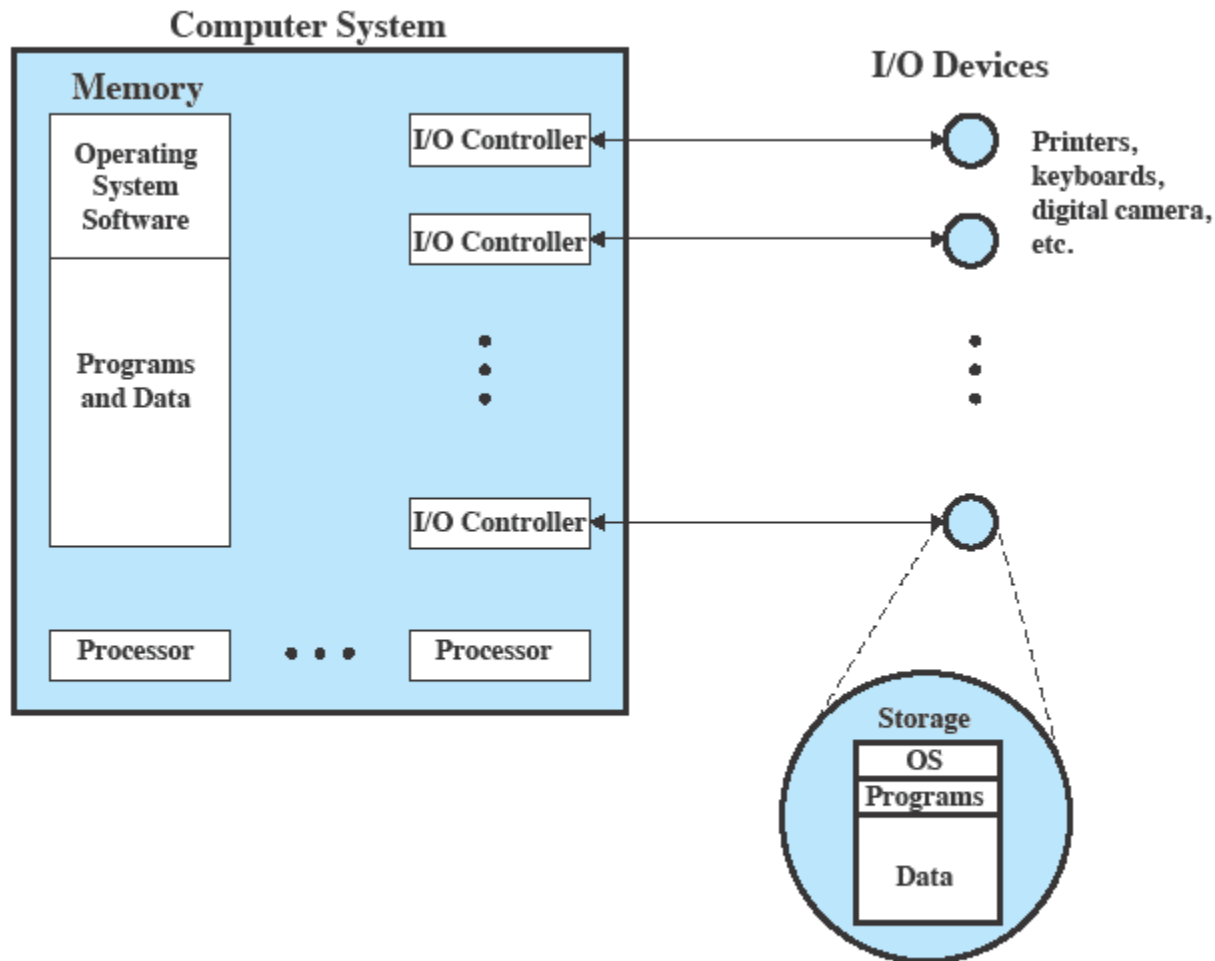 Computer System
Memory
Operating
System
Software
Programs
and Data
I/O Controller
I/O Controller
I/O Controller
Processor
Processor
I/O Devices
Printers,
keyboards,
digital camera,
etc.
Storage
OS
Programs
Data